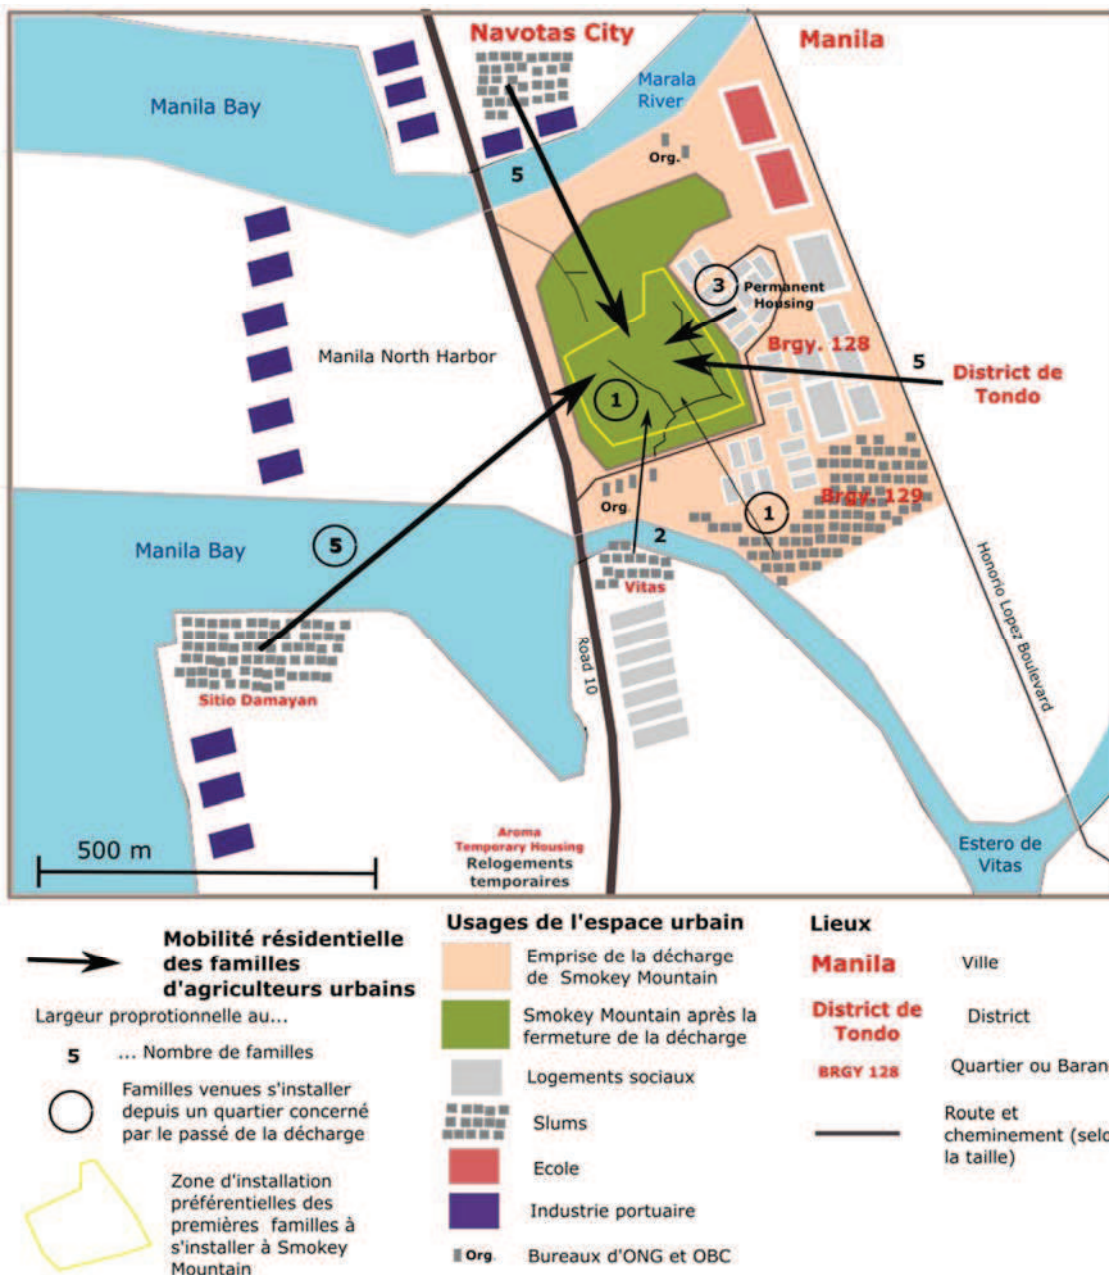 Navotas City
Manila
Manila Bay
Marala
River
Org.
5
3
Permanent
Housing
Manila North Harbor
Brgy. 128
5
District de
Tondo
1
Org
Brgy. 129
1
Manila Bay
5
2
Vitas
Honorio Lopez Boulevard
Road 10
Sitio Damayan
500 m
Aroma
Temporary Housing
Relogements
temporaires
Estero de
Vitas
Mobilité résidentielle
des familles
d'agriculteurs urbains
Largeur proprotionnelle au...
5 ... Nombre de familles
Familles venues s'installer
depuis un quartier concerné
par le passé de la décharge
Zone d'installation
préférentielles des
premières familles à
s'installer à Smokey
Mountain
Usages de l'espace urbain
Emprise de la décharge
de Smokey Mountain
Smokey Mountain après la
fermeture de la décharge
Logements sociaux
Slums
Ecole
Industrie portuaire
Org. Bureaux d'ONG et OBC
Lieux
Manila Ville
District de
Tondo
District
BRGY 128 Quartier ou Baran
Route et
cheminement (selo
la taille)